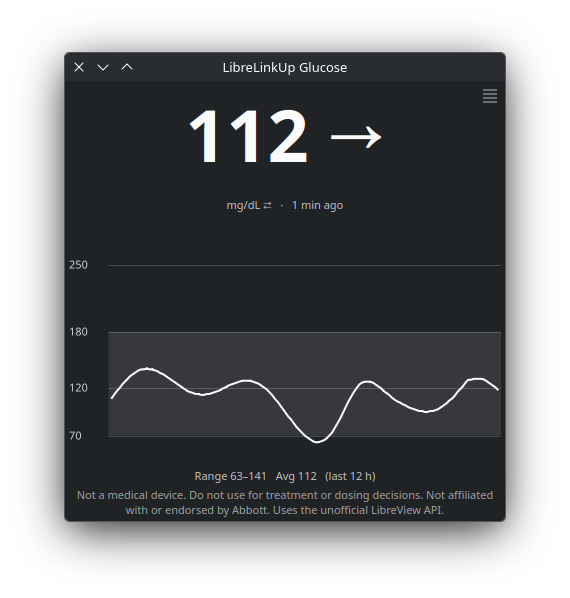 LibreLinkUp Glucose
112 →
mg/dL ⇄ · 1 min ago
250
180
120
70
Range 63–141 Avg 112 (last 12 h)
Not a medical device. Do not use for treatment or dosing decisions. Not affiliated
with or endorsed by Abbott. Uses the unofficial LibreView API.